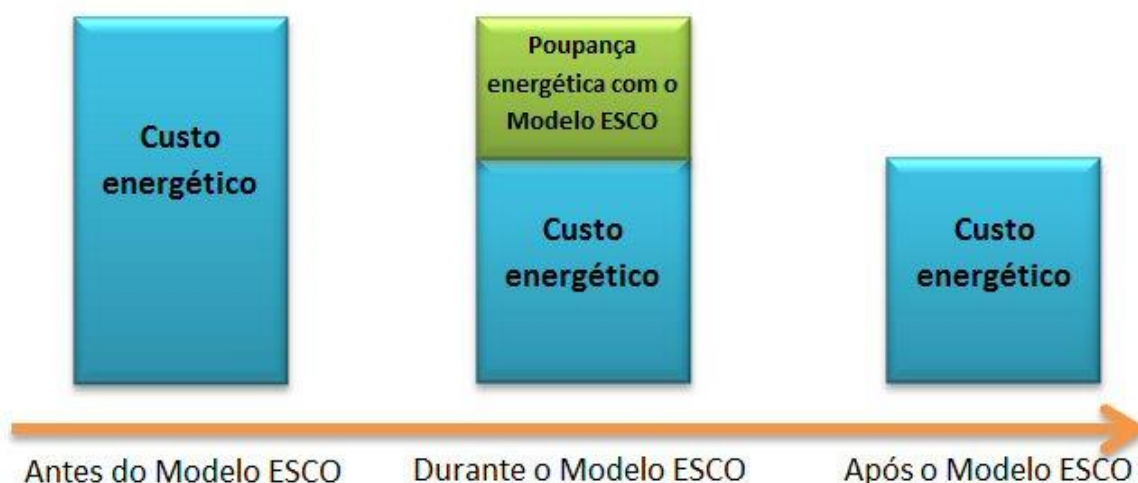 Custo
energético
Poupança
energética com o
Modelo ESCO
Custo
energético
Custo
energético
Antes do Modelo ESCO
Durante o Modelo ESCO
Após o Modelo ESCO